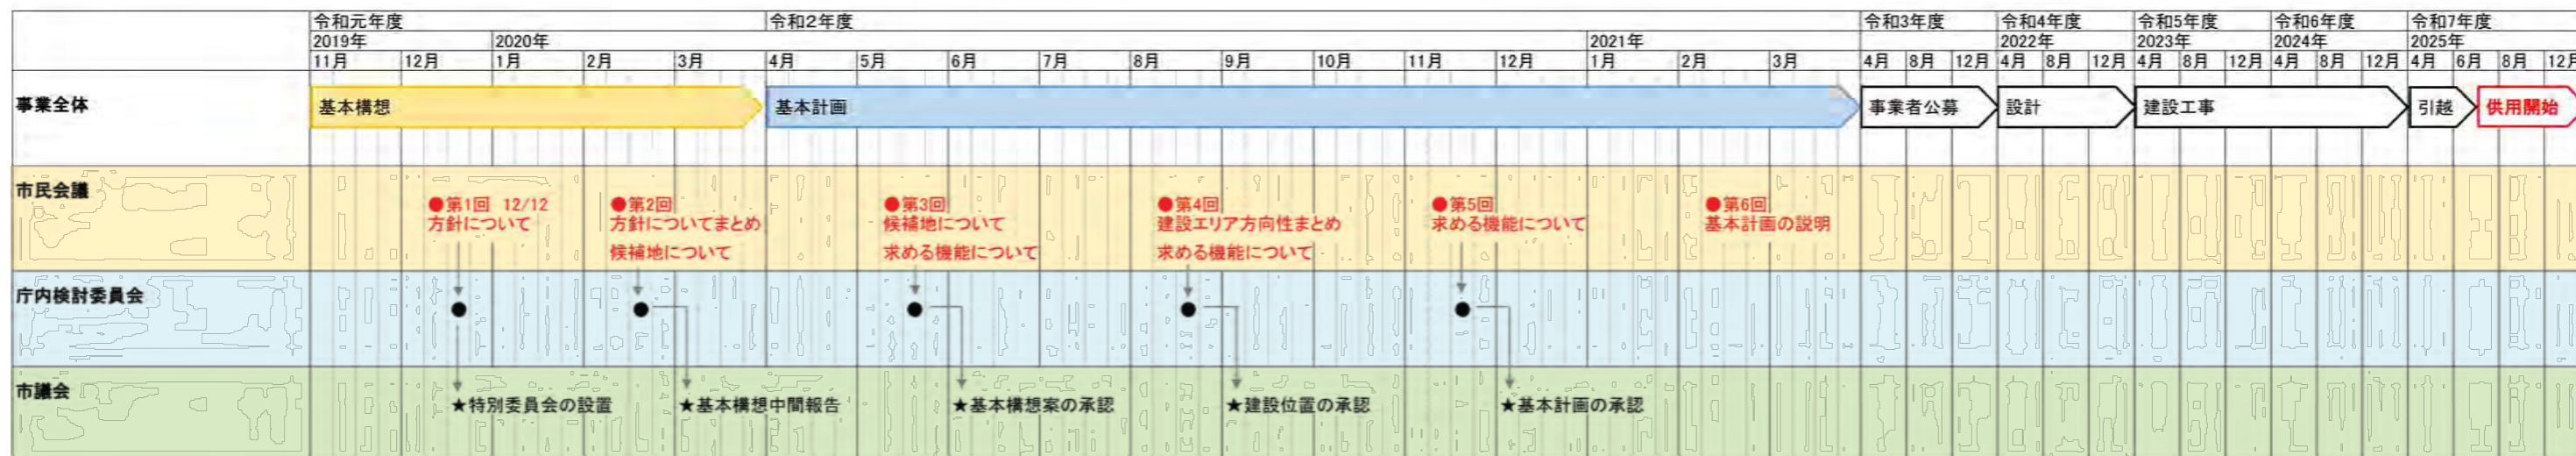 令和元年度 令和2年度 令和3年度 令和4年度 令和5年度 令和6年度 令和7年度
2019年 2020年 2021年 2022年 2023年 2024年 2025年
11月 12月 1月 2月 3月 4月 5月 6月 7月 8月 9月 10月 11月 12月 1月 2月 3月 4月 8月 12月 4月 8月 12月 4月 8月 12月 4月 8月 12月 4月 6月 8月 12月
事業全体 基本構想 基本計画 事業者公募 設計 建設工事 引越 供用開始
市民会議
●第1回 12/12
方針について
●第2回
方針についてまとめ
候補地について
●第3回
候補地について
求める機能について
●第4回
建設エリア方向性まとめ
求める機能について
●第5回
求める機能について
●第6回
基本計画の説明
庁内検討委員会
市議会
★特別委員会の設置
★基本構想中間報告
★基本構想案の承認
★建設位置の承認
★基本計画の承認